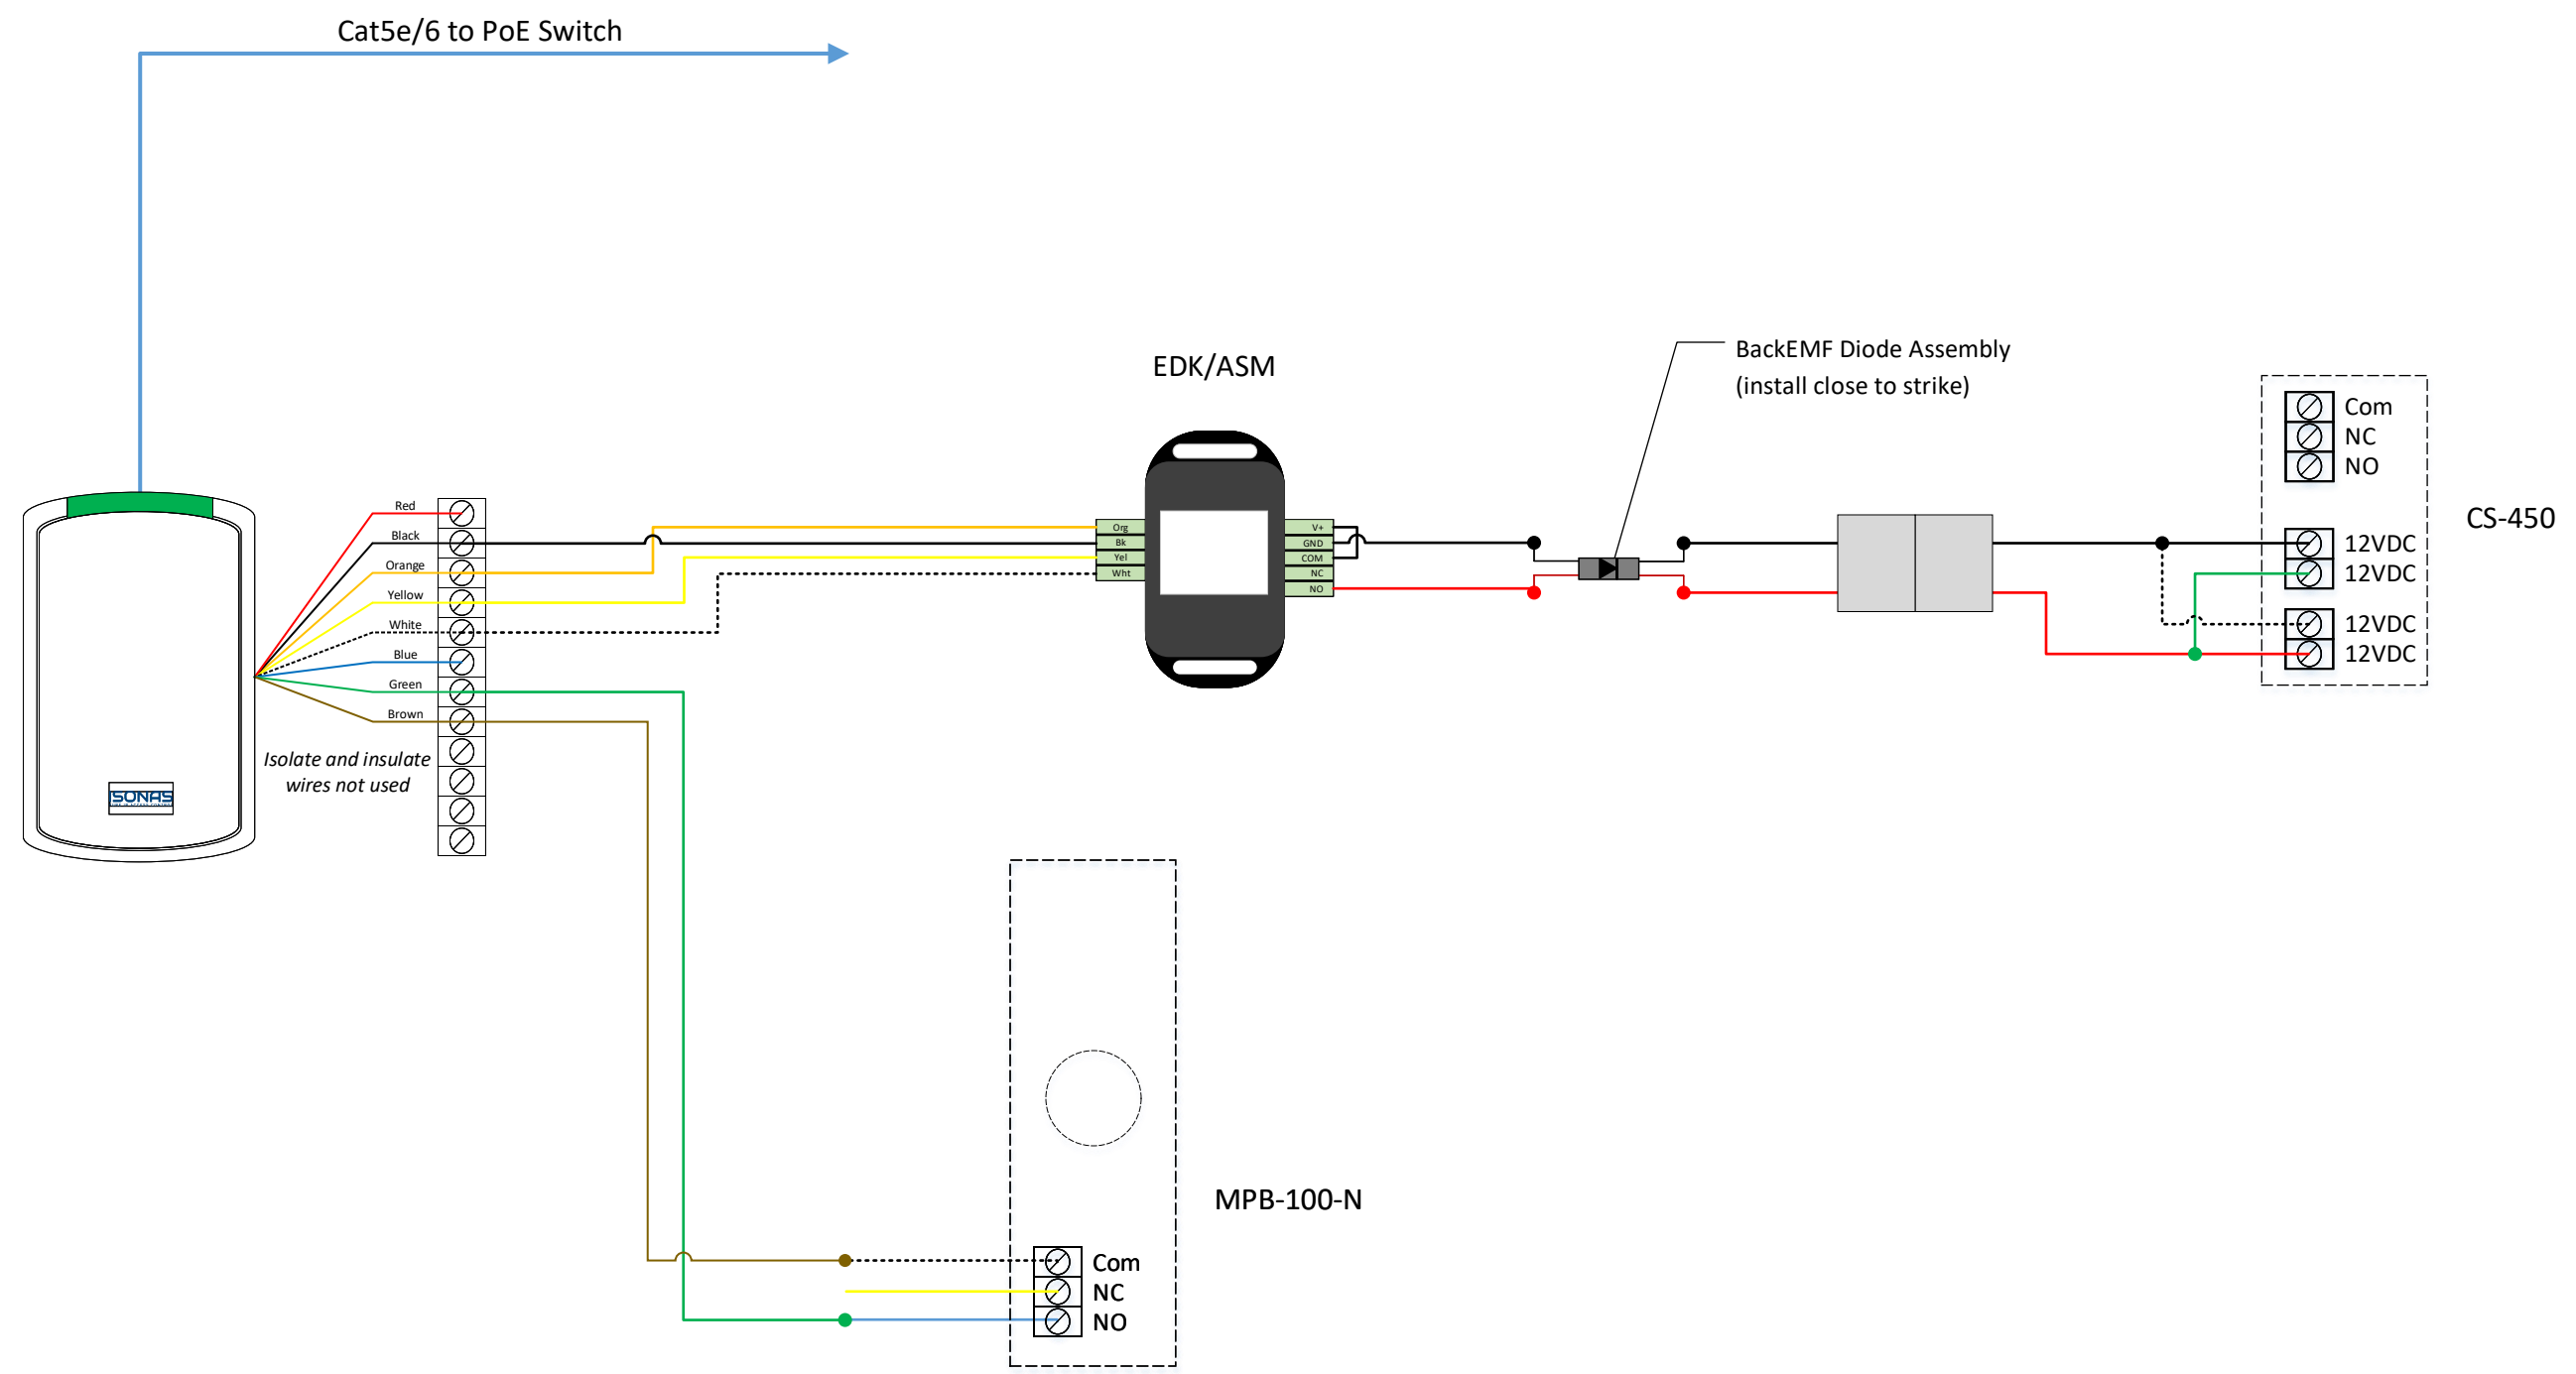 Cat5e/6 to PoE Switch
BackEMF Diode Assembly
(install close to strike)
EDK/ASM
Com
NC
NO
CS-450
12VDC
12VDC
12VDC
12VDC
Red
Black
Orange
Yellow
White
Blue
Green
Brown
Org
Bk
Yel
Wht
V+
GND
COM
NC
NO
Isolate and insulate
wires not used
ISONAS
MPB-100-N
Com
NC
NO